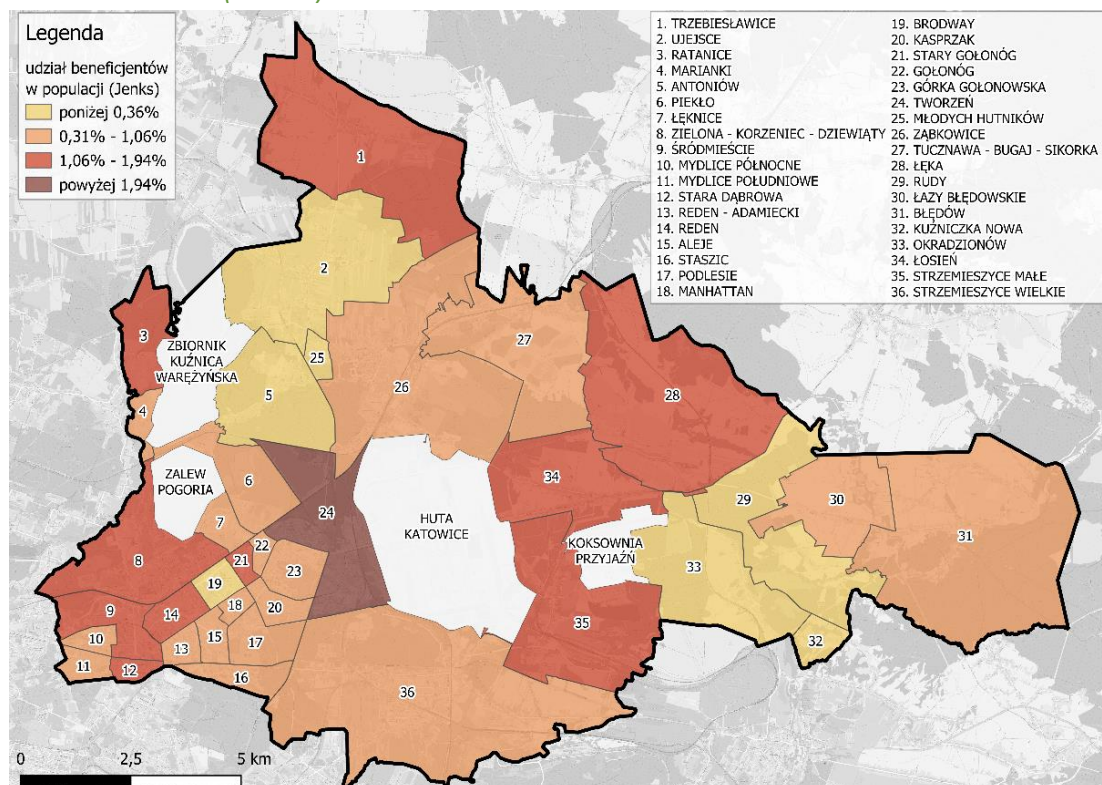 Legenda
udział beneficjentów
w populacji (Jenks)
poniżej 0,36%
0,31% - 1,06%
1,06% - 1,94%
powyżej 1,94%
1. TRZEBIESŁAWICE
2. UJEJSCE
3. RATANICE
4. MARIANKI
5. ANTONIÓW
6. PIEKŁO
7. ŁĘKNICE
8. ZIELONA - KORZENIEC - DZIEWIĄTY
9. ŚRÓDMIEŚCIE
10. MYDLICE PÓŁNOCNE
11. MYDLICE POŁUDNIOWE
12. STARA DĄBROWA
13. REDEN - ADAMIECKI
14. REDEN
15. ALEJE
16. STASZIC
17. PODLESIE
18. MANHATTAN
19. BRODWAY
20. KASPRZAK
21. STARY GOŁONÓG
22. GOŁONÓG
23. GÓRKA GOŁONOWSKA
24. TWORZEŃ
25. MŁODYCH HUTNIKÓW
26. ZĄBKOWICE
27. TUCZNAWA - BUGAJ - SIKORKA
28. ŁĘKA
29. RUDY
30. ŁAZY BŁĘDOWSKIE
31. BŁĘDÓW
32. KUŹNICZKA NOWA
33. OKRADZIONÓW
34. ŁOSIEŃ
35. STRZEMIESZYCE MAŁE
36. STRZEMIESZYCE WIELKIE
1
2
3
ZBIORNIK
KUŹNICA
WARĘŻYŃSKA
25
27
26
28
4
5
ZALEW
POGORIA
6
34
24
HUTA
KATOWICE
29
30
7
KOKSOWNIA
PRZYJAŹŃ
31
8
22
21
23
33
19
9
14
18
20
35
10
13
15
17
32
11
12
16
36
0
2,5
5 km